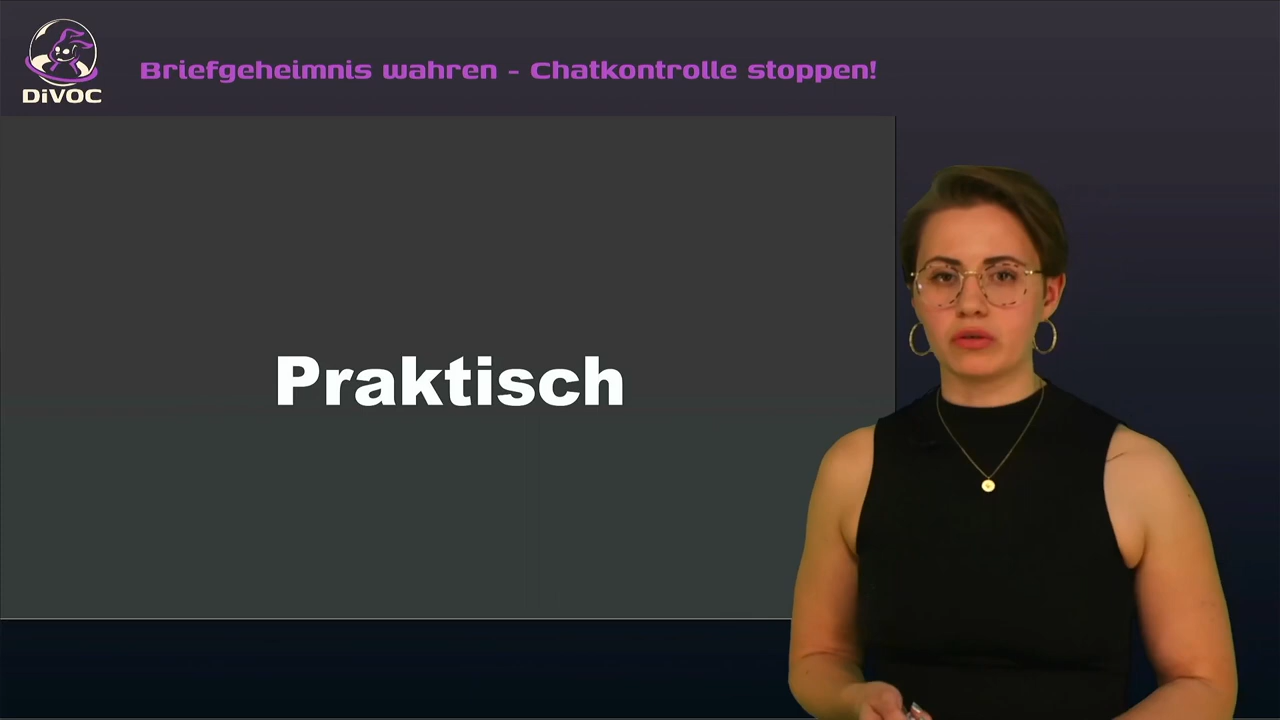 DiVOC
Briefgeheimnis wahren - Chatkontrolle stoppen!
Praktisch